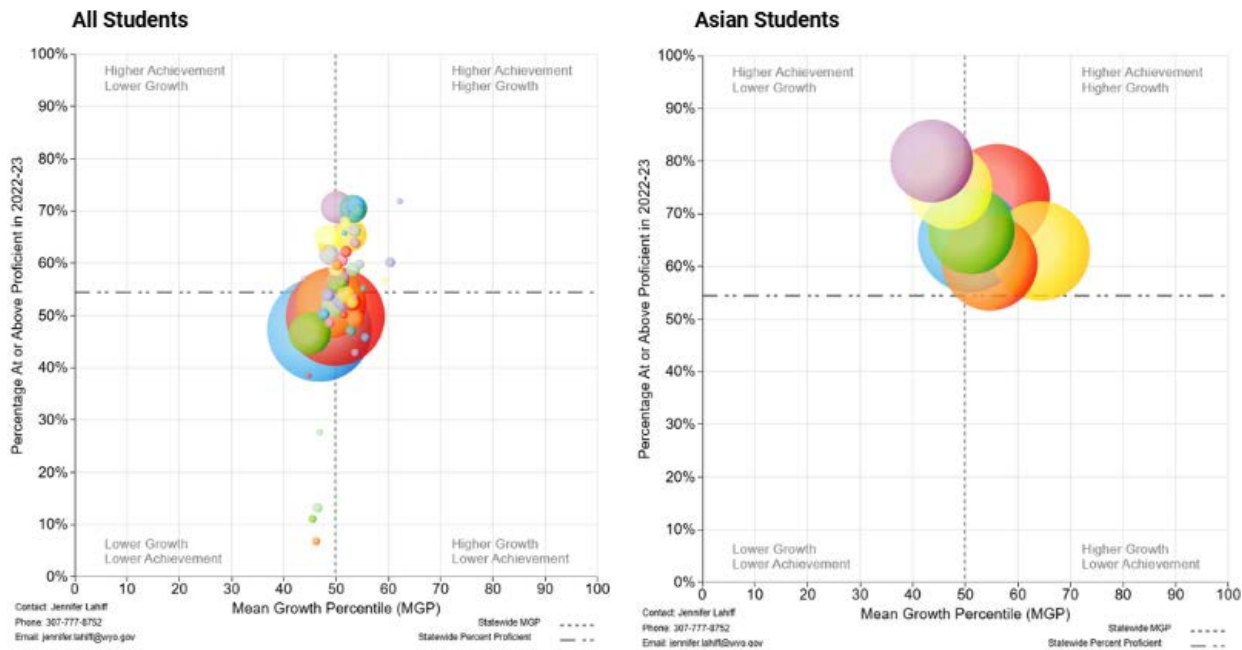 All Students
100%
90%
80%
70%
60%
50%
40%
30%
20%
10%
0%
Percentage At or Above Proficient in 2022-23
Higher Achievement
Lower Growth
Higher Achievement
Higher Growth
Lower Growth
Lower Achievement
Higher Growth
Lower Achievement
0 10 20 30 40 50 60 70 80 90 100
Mean Growth Percentile (MGP)
Contact: Jennifer Lahiff
Phone: 307-777-8752
Email: jennifer.lahiff@wyo.gov
Statewide MGP
Statewide Percent Proficient
Asian Students
100%
90%
80%
70%
60%
50%
40%
30%
20%
10%
0%
Percentage At or Above Proficient in 2022-23
Higher Achievement
Lower Growth
Higher Achievement
Higher Growth
Lower Growth
Lower Achievement
Higher Growth
Lower Achievement
0 10 20 30 40 50 60 70 80 90 100
Mean Growth Percentile (MGP)
Contact: Jennifer Lahiff
Phone: 307-777-8752
Email: jennifer.lahiff@wyo.gov
Statewide MGP
Statewide Percent Proficient